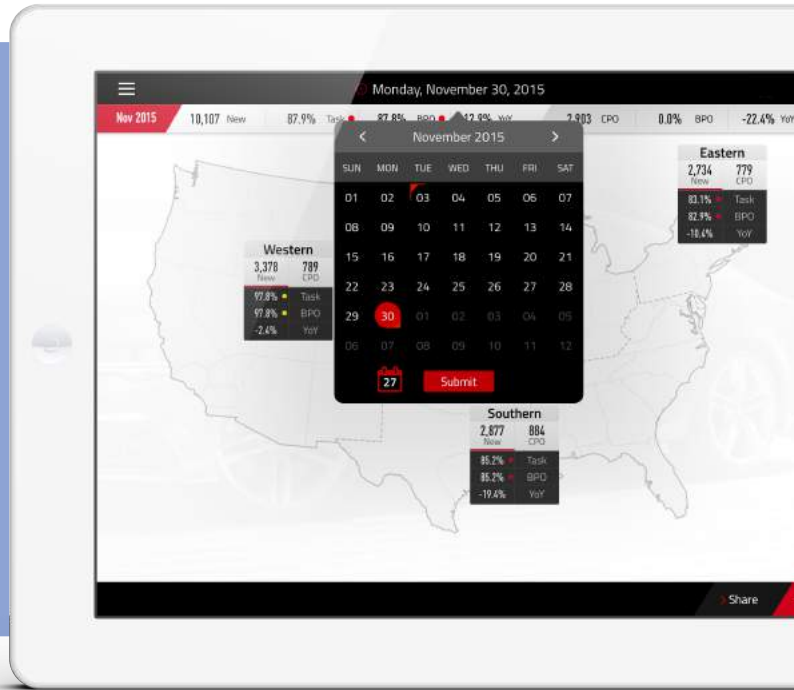 Monday, November 30, 2015
Nov 2015 10,107 New 87.9% Task 87.8% BPO -12.9% YoY 2,903 CPO 0.0% BPO -22.4% YoY
November 2015
SUN MON TUE WED THU FRI SAT
01 02 03 04 05 06 07
08 09 10 11 12 13 14
15 16 17 18 19 20 21
22 23 24 25 26 27 28
29 30 01 02 03 04 05
06 07 08 09 10 11 12
27 Submit
Eastern
2,734 779
New CPO
83.1% Task
82.9% BPO
-10.4% YoY
Western
3,378 789
New CPO
97.8% Task
97.8% BPO
-2.4% YoY
Southern
2,877 884
New CPO
85.2% Task
85.2% BPO
-19.4% YoY
Share